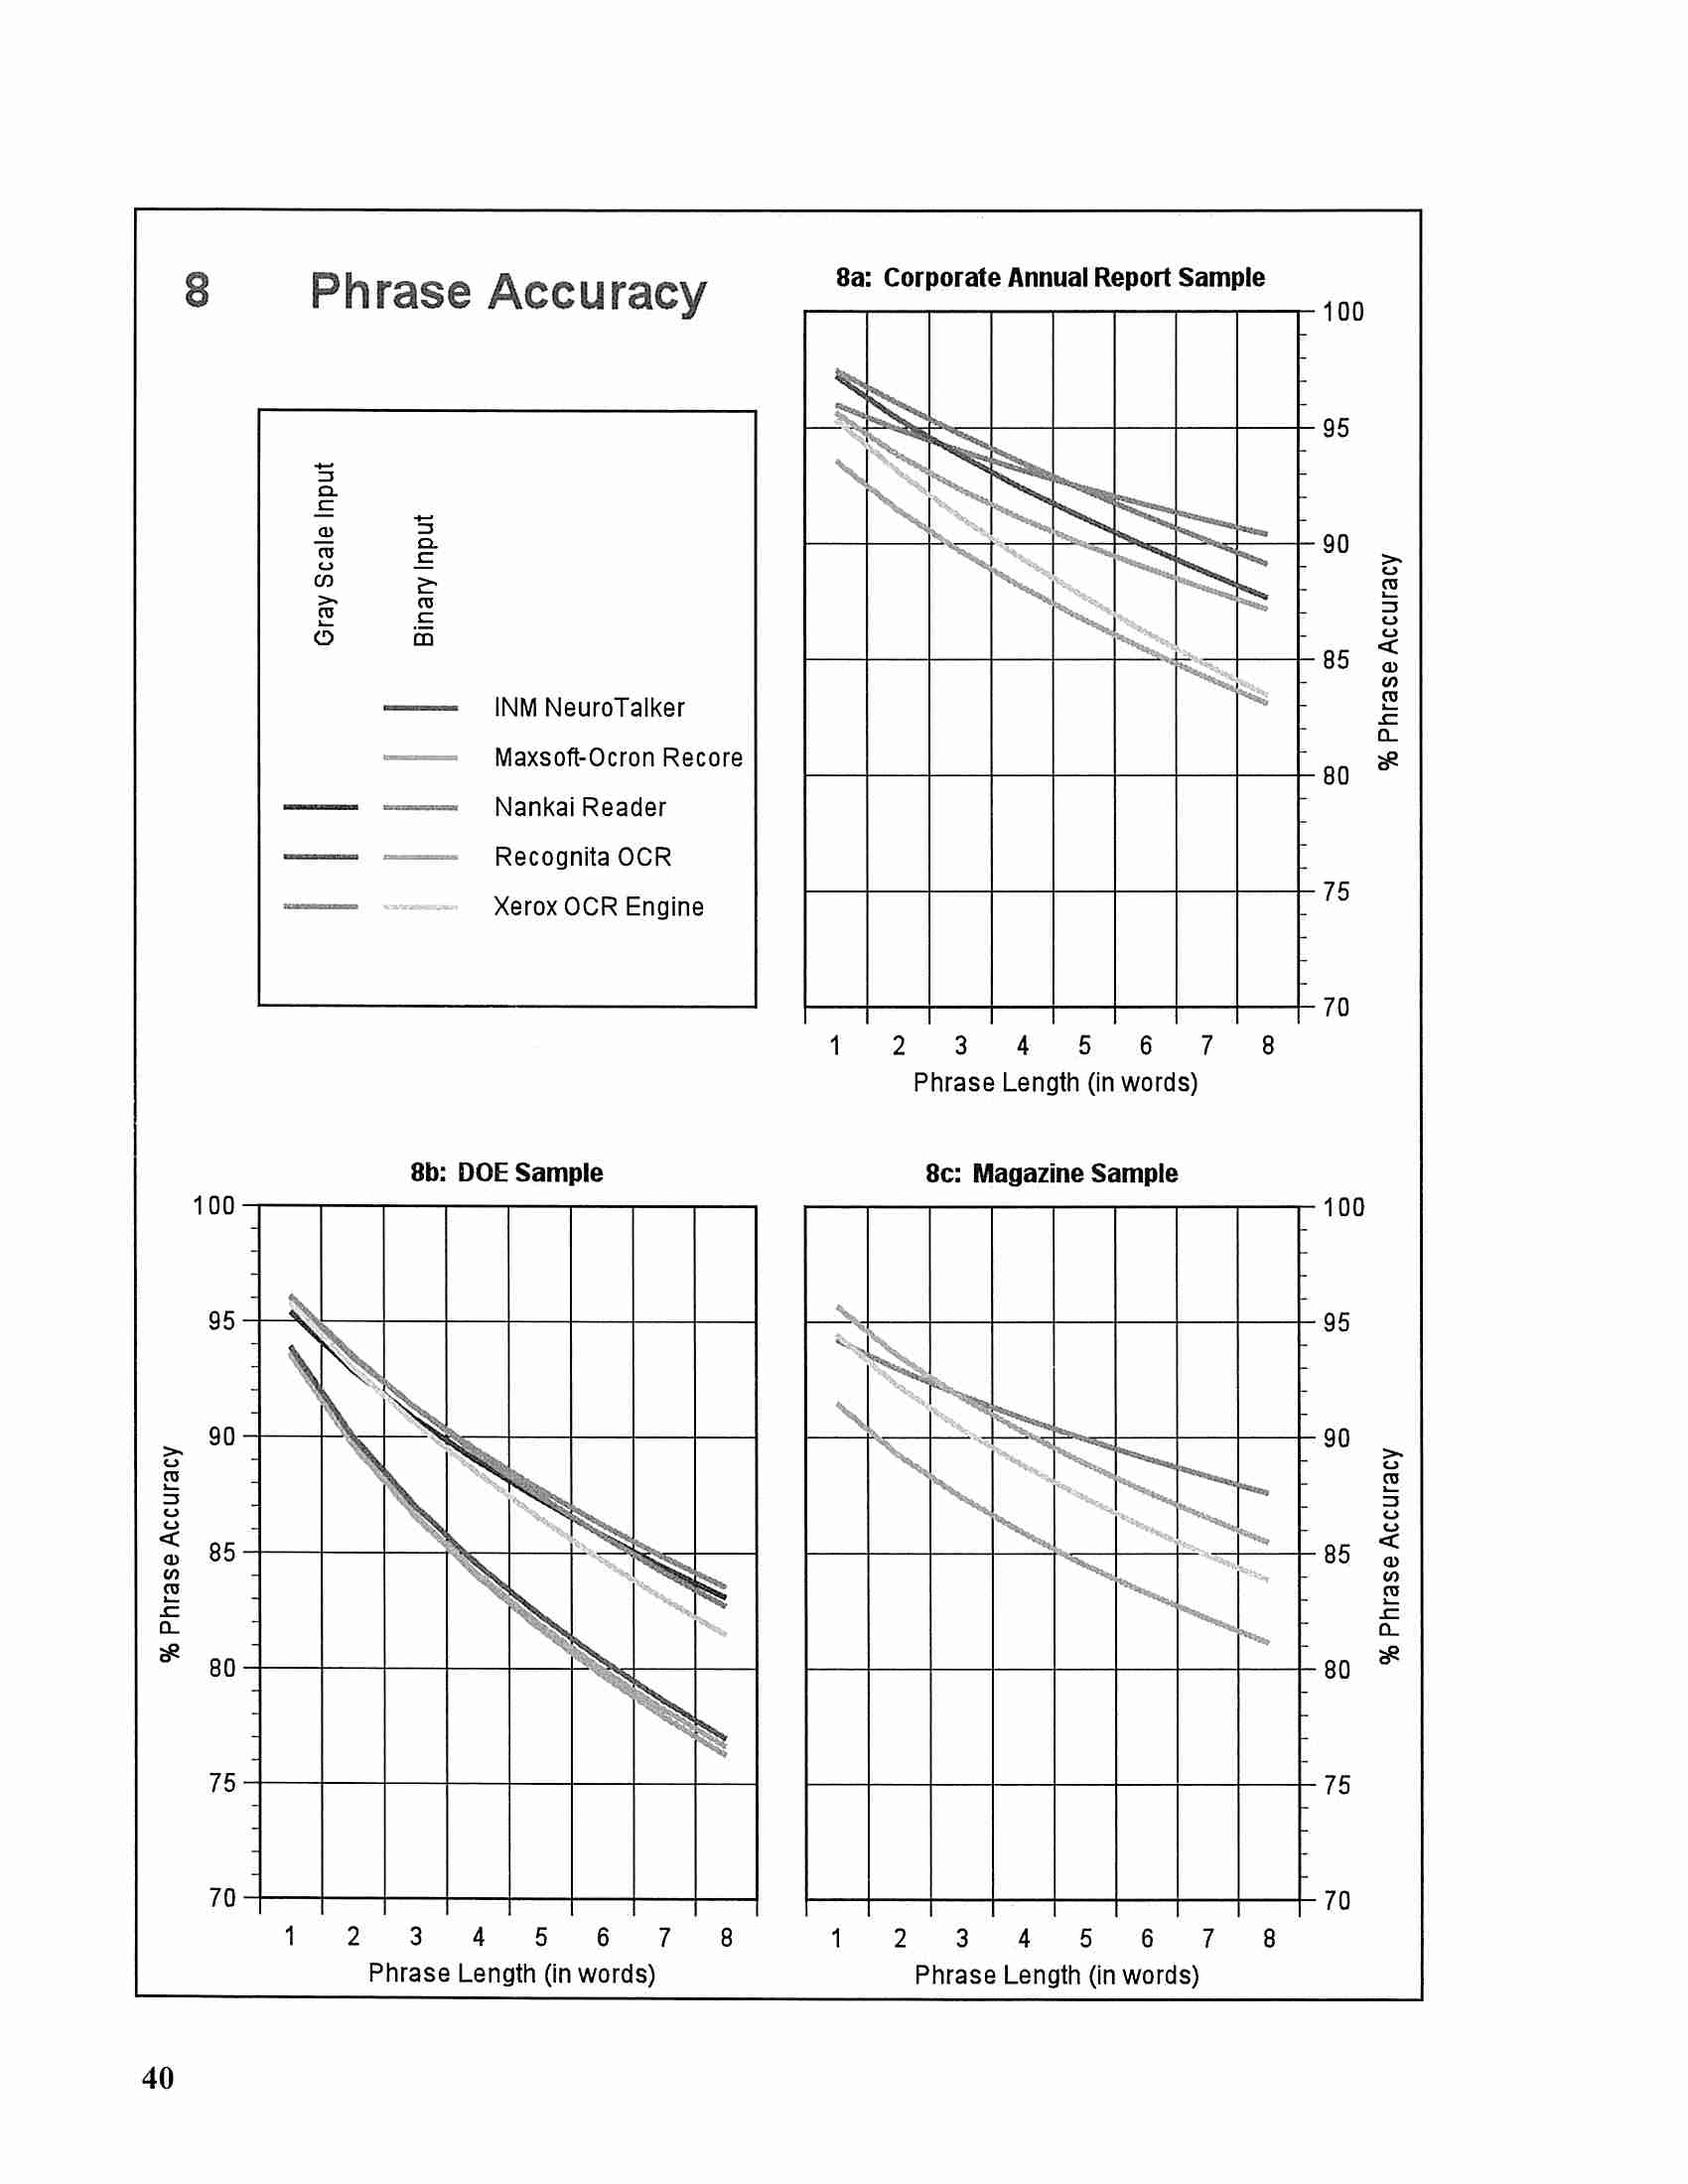 8 Phrase Accuracy
Gray Scale Input
Binary Input
INM NeuroTalker
Maxsoft-Ocron Recore
Nankai Reader
Recognita OCR
Xerox OCR Engine
8a: Corporate Annual Report Sample
100
95
90
85
80
75
70
% Phrase Accuracy
1 2 3 4 5 6 7 8
Phrase Length (in words)
8b: DOE Sample
100
95
90
85
80
75
70
% Phrase Accuracy
1 2 3 4 5 6 7 8
Phrase Length (in words)
8c: Magazine Sample
100
95
90
85
80
75
70
% Phrase Accuracy
1 2 3 4 5 6 7 8
Phrase Length (in words)
40